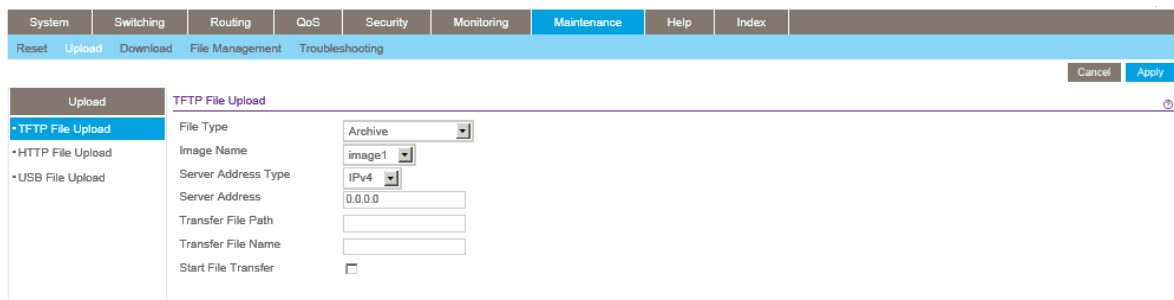 System Switching Routing QoS Security Monitoring Maintenance Help Index
Reset Upload Download File Management Troubleshooting
Cancel Apply
Upload
TFTP File Upload
HTTP File Upload
USB File Upload
TFTP File Upload
File Type Archive
Image Name image1
Server Address Type IPv4
Server Address 0.0.0.0
Transfer File Path
Transfer File Name
Start File Transfer